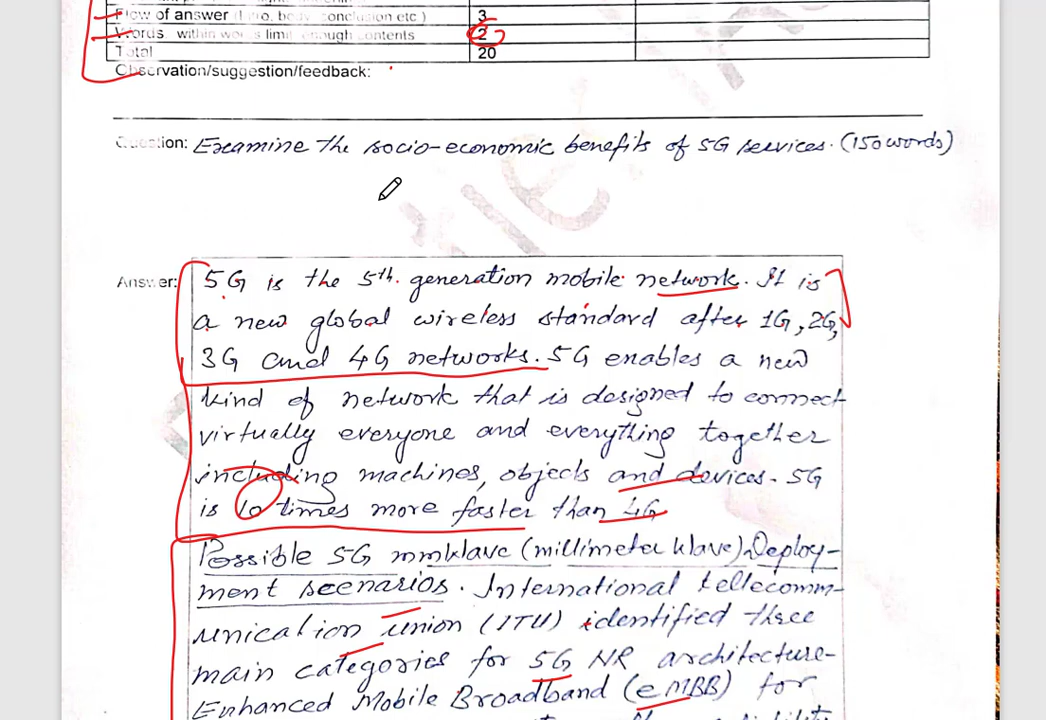 Flow of answer (Intro, body conclusion etc.) 3
Words within words limit enough contents 2
Total 20
Observation/suggestion/feedback:
Question: Examine the socio-economic benefits of 5G services. (150 words)
Answer: 5G is the 5th. generation mobile network. It is
a new global wireless standard after 1G, 2G,
3G and 4G networks. 5G enables a new
kind of network that is designed to connect
virtually everyone and everything together
including machines, objects and devices. 5G
is 10 times more faster than 4G
Possible 5G mmWave (millimeter Wave) Deploy-
ment scenarios. International tellecomm-
unication union (ITU) identified three
main categories for 5G NR architecture-
Enhanced Mobile Broadband (eMBB) for